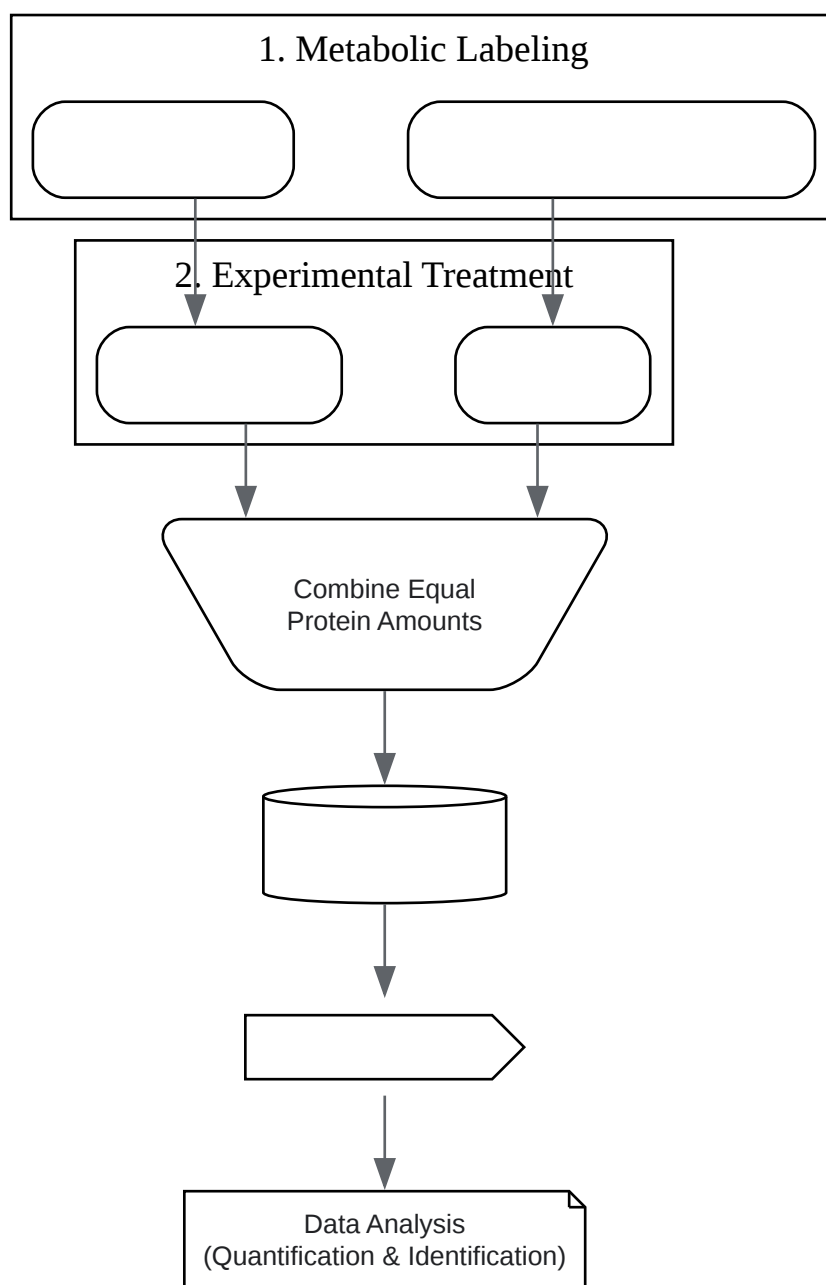 1. Metabolic Labeling
2. Experimental Treatment
Combine Equal
Protein Amounts
Data Analysis
(Quantification & Identification)